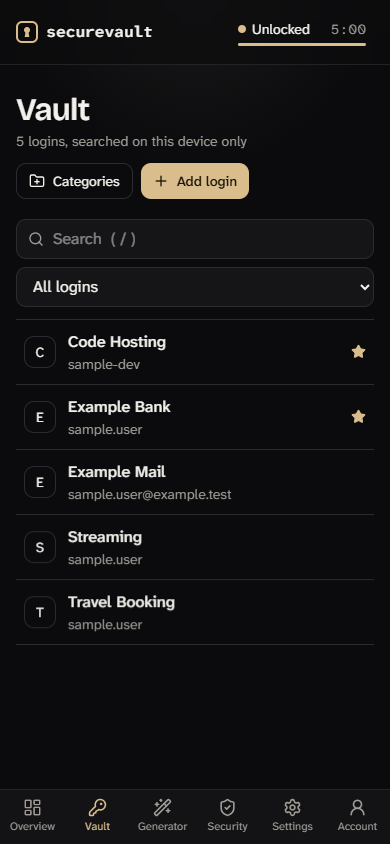 securevault
Unlocked 5:00
Vault
5 logins, searched on this device only
Categories
Add login
Search (/)
All logins
C
Code Hosting
sample-dev
E
Example Bank
sample.user
E
Example Mail
sample.user@example.test
S
Streaming
sample.user
T
Travel Booking
sample.user
Overview Vault Generator Security Settings Account